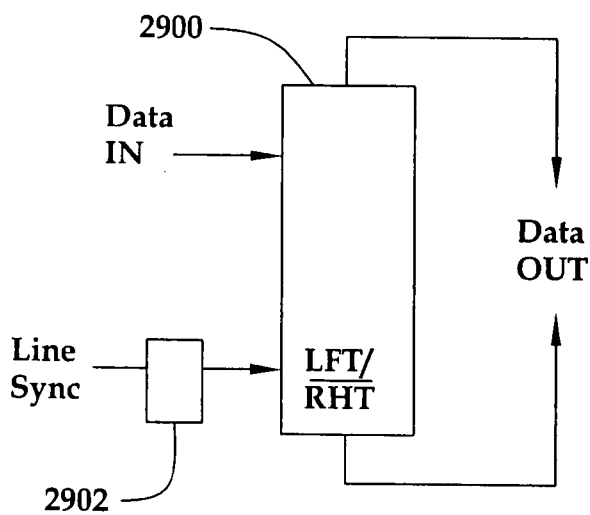 2900
Data
IN
Data
OUT
Line
Sync
LFT/
RHT
2902